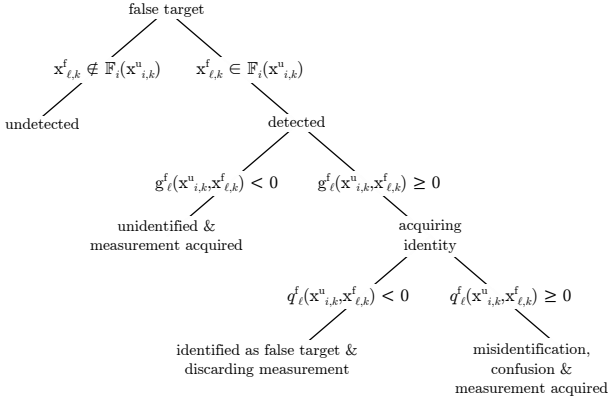 false target
x^f_{ℓ,k} ∉ 𝔽_i(x^u_{i,k})
x^f_{ℓ,k} ∈ 𝔽_i(x^u_{i,k})
undetected
detected
g^f_ℓ(x^u_{i,k},x^f_{ℓ,k}) < 0
g^f_ℓ(x^u_{i,k},x^f_{ℓ,k}) ≥ 0
unidentified &
measurement acquired
acquiring
identity
q^f_ℓ(x^u_{i,k},x^f_{ℓ,k}) < 0
q^f_ℓ(x^u_{i,k},x^f_{ℓ,k}) ≥ 0
identified as false target &
discarding measurement
misidentification,
confusion &
measurement acquired